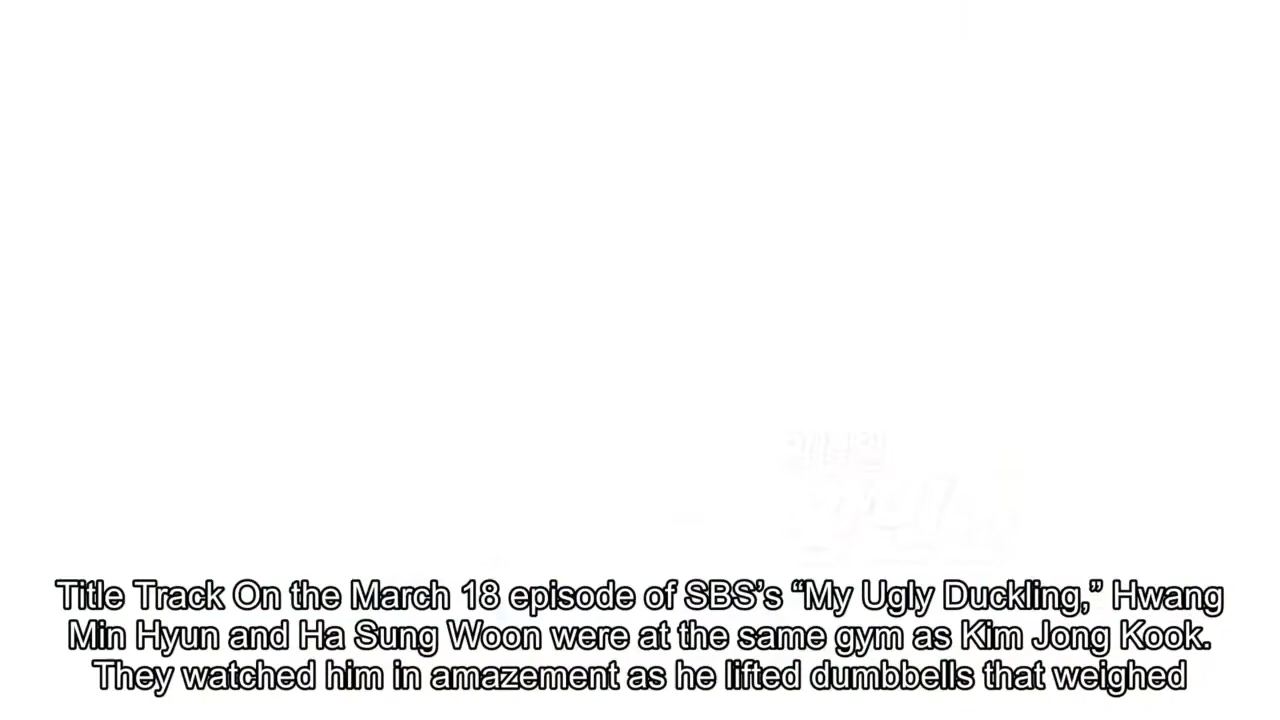 Title Track On the March 18 episode of SBS’s “My Ugly Duckling,” Hwang
Min Hyun and Ha Sung Woon were at the same gym as Kim Jong Kook.
They watched him in amazement as he lifted dumbbells that weighed